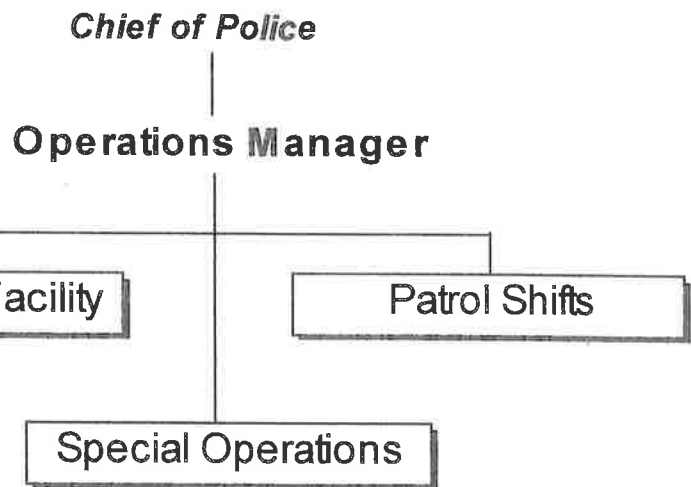 Chief of Police
Operations Manager
acility
Patrol Shifts
Special Operations